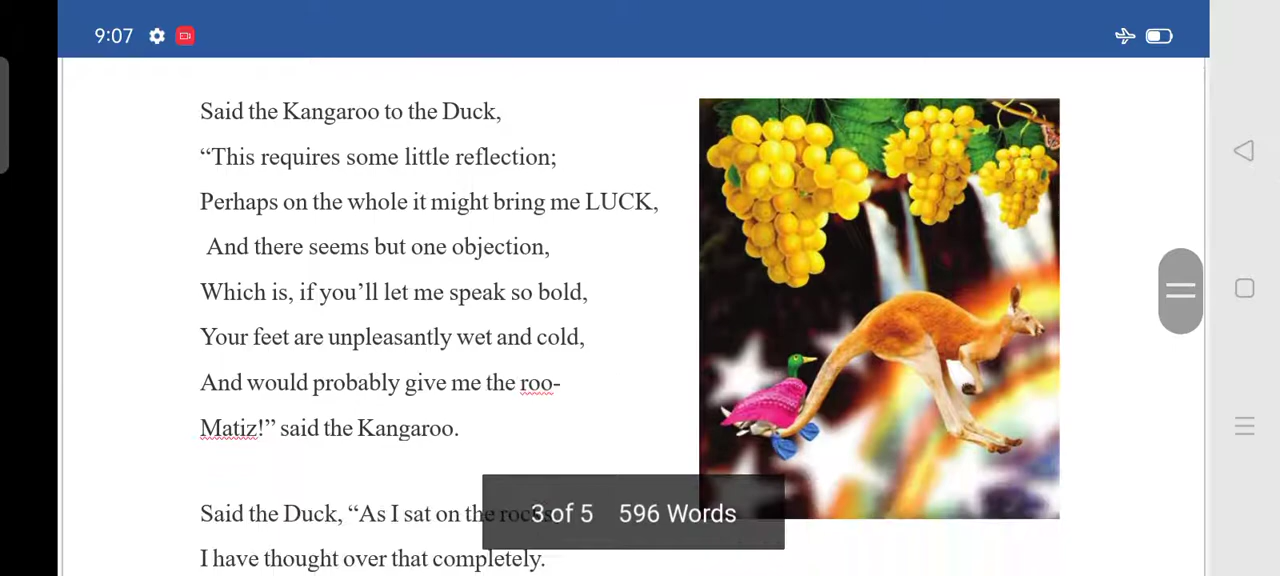 9:07
Said the Kangaroo to the Duck,
“This requires some little reflection;
Perhaps on the whole it might bring me LUCK,
And there seems but one objection,
Which is, if you’ll let me speak so bold,
Your feet are unpleasantly wet and cold,
And would probably give me the roo-
Matiz!” said the Kangaroo.
Said the Duck, “As I sat on the rocks
3 of 5 596 Words
I have thought over that completely.